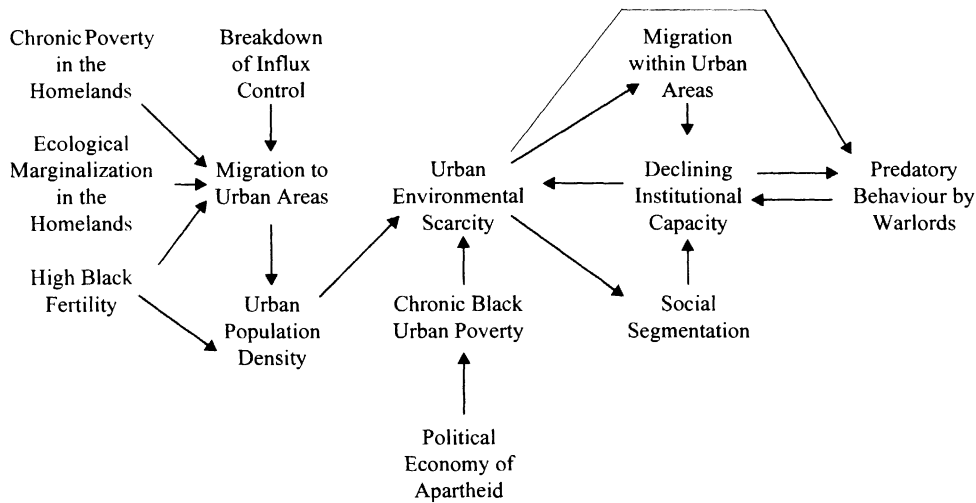 Chronic Poverty
in the
Homelands
Breakdown
of Influx
Control
Migration
within Urban
Areas
Ecological
Marginalization
in the
Homelands
Migration to
Urban Areas
Urban
Environmental
Scarcity
Declining
Institutional
Capacity
Predatory
Behaviour by
Warlords
High Black
Fertility
Urban
Population
Density
Chronic Black
Urban Poverty
Social
Segmentation
Political
Economy of
Apartheid